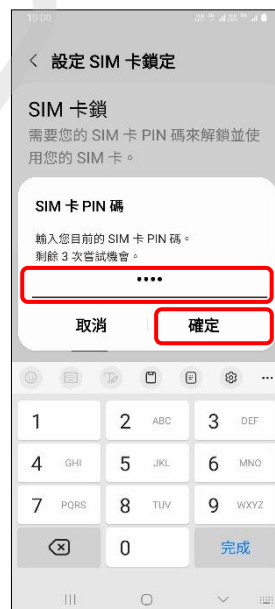 10:00
設定 SIM 卡鎖定
SIM 卡鎖
需要您的 SIM 卡 PIN 碼來解鎖並使
用您的 SIM 卡。
SIM 卡 PIN 碼
輸入您目前的 SIM 卡 PIN 碼。
剩餘 3 次嘗試機會。
••••
取消
確定
1
2 ABC
3 DEF
4 GHI
5 JKL
6 MNO
7 PQRS
8 TUV
9 WXYZ
0
完成